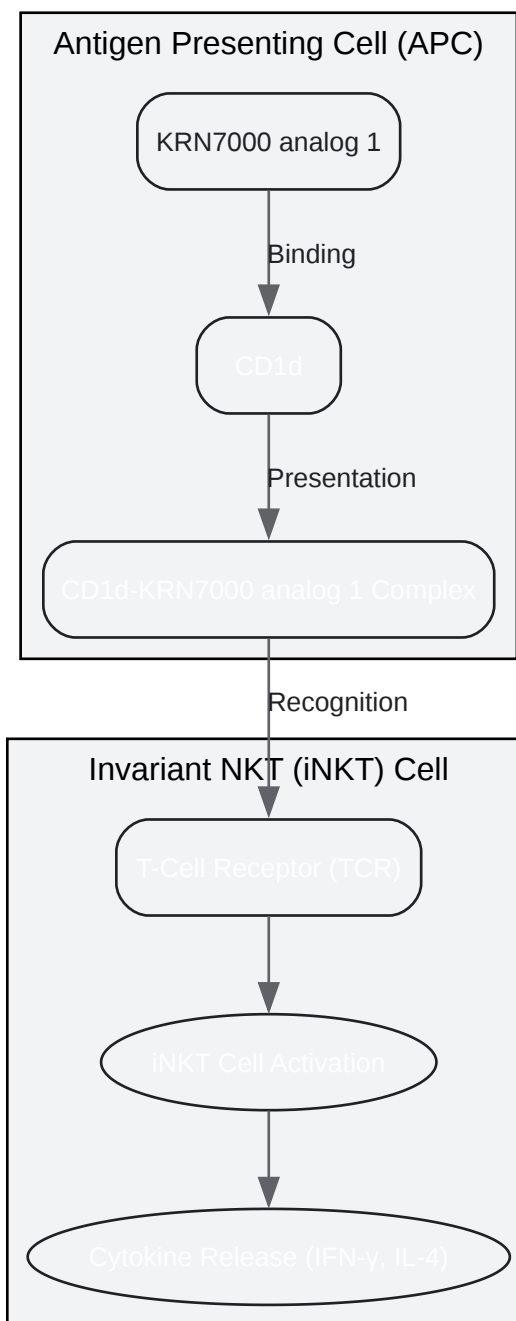 Antigen Presenting Cell (APC)
KRN7000 analog 1
Binding
CD1d
Presentation
CD1d-KRN7000 analog 1 Complex
Recognition
Invariant NKT (iNKT) Cell
T-Cell Receptor (TCR)
iNKT Cell Activation
Cytokine Release (IFN-γ, IL-4)